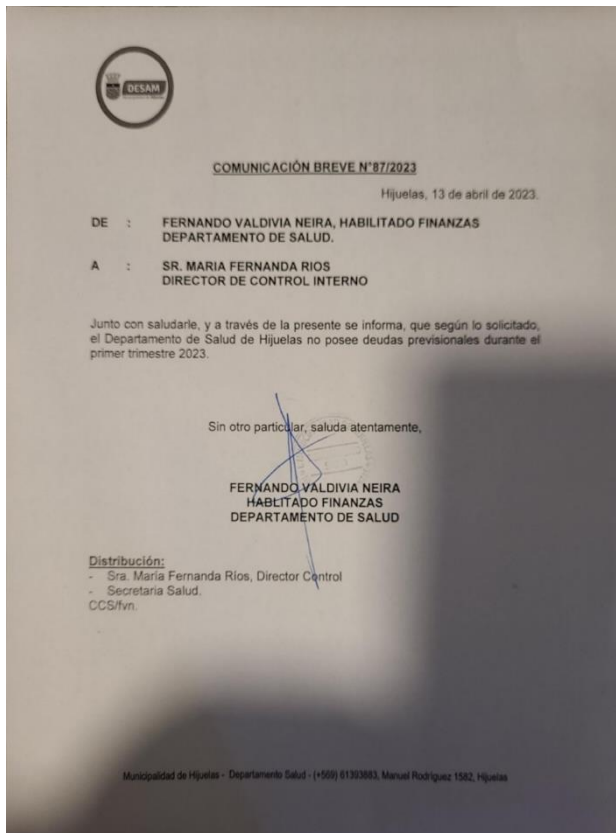 DESAM
COMUNICACIÓN BREVE N°87/2023
Hijuelas, 13 de abril de 2023.
DE : FERNANDO VALDIVIA NEIRA, HABILITADO FINANZAS
DEPARTAMENTO DE SALUD.
A : SR. MARIA FERNANDA RIOS
DIRECTOR DE CONTROL INTERNO
Junto con saludarle, y a través de la presente se informa, que según lo solicitado,
el Departamento de Salud de Hijuelas no posee deudas previsionales durante el
primer trimestre 2023.
Sin otro particular, saluda atentamente,
FERNANDO VALDIVIA NEIRA
HABLITADO FINANZAS
DEPARTAMENTO DE SALUD
Distribución:
- Sra. María Fernanda Ríos, Director Control
- Secretaria Salud.
CCS/fvn.
Municipalidad de Hijuelas - Departamento Salud - (+569) 61393883, Manuel Rodríguez 1582, Hijuelas